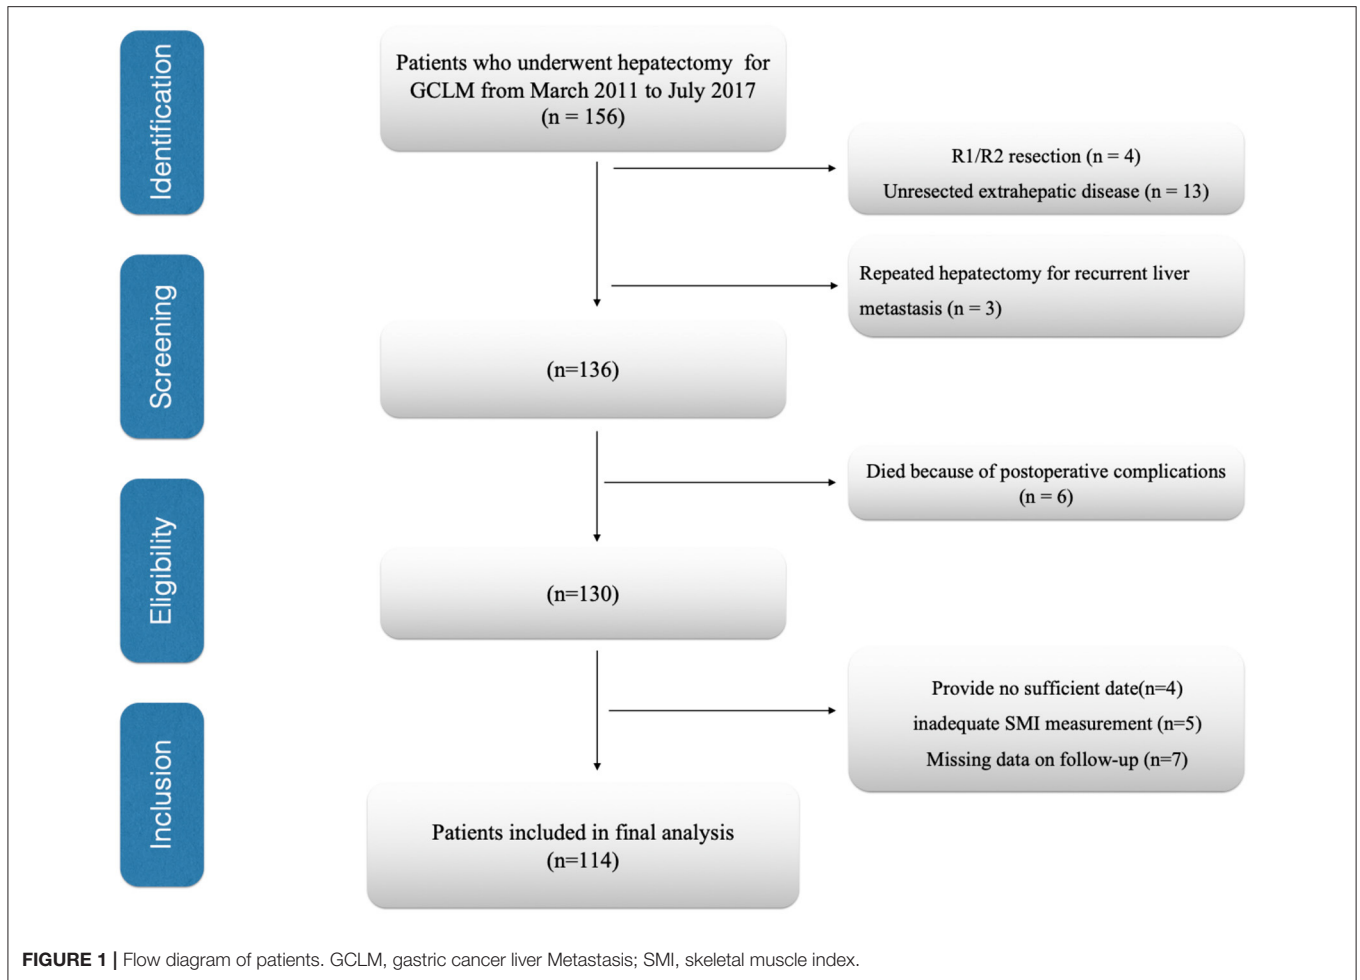 Identification
Patients who underwent hepatectomy for
GCLM from March 2011 to July 2017
(n = 156)
R1/R2 resection (n = 4)
Unresected extrahepatic disease (n = 13)
Screening
Repeated hepatectomy for recurrent liver
metastasis (n = 3)
(n=136)
Eligibility
Died because of postoperative complications
(n = 6)
(n=130)
Inclusion
Provide no sufficient date(n=4)
inadequate SMI measurement (n=5)
Missing data on follow-up (n=7)
Patients included in final analysis
(n=114)
FIGURE 1 | Flow diagram of patients. GCLM, gastric cancer liver Metastasis; SMI, skeletal muscle index.